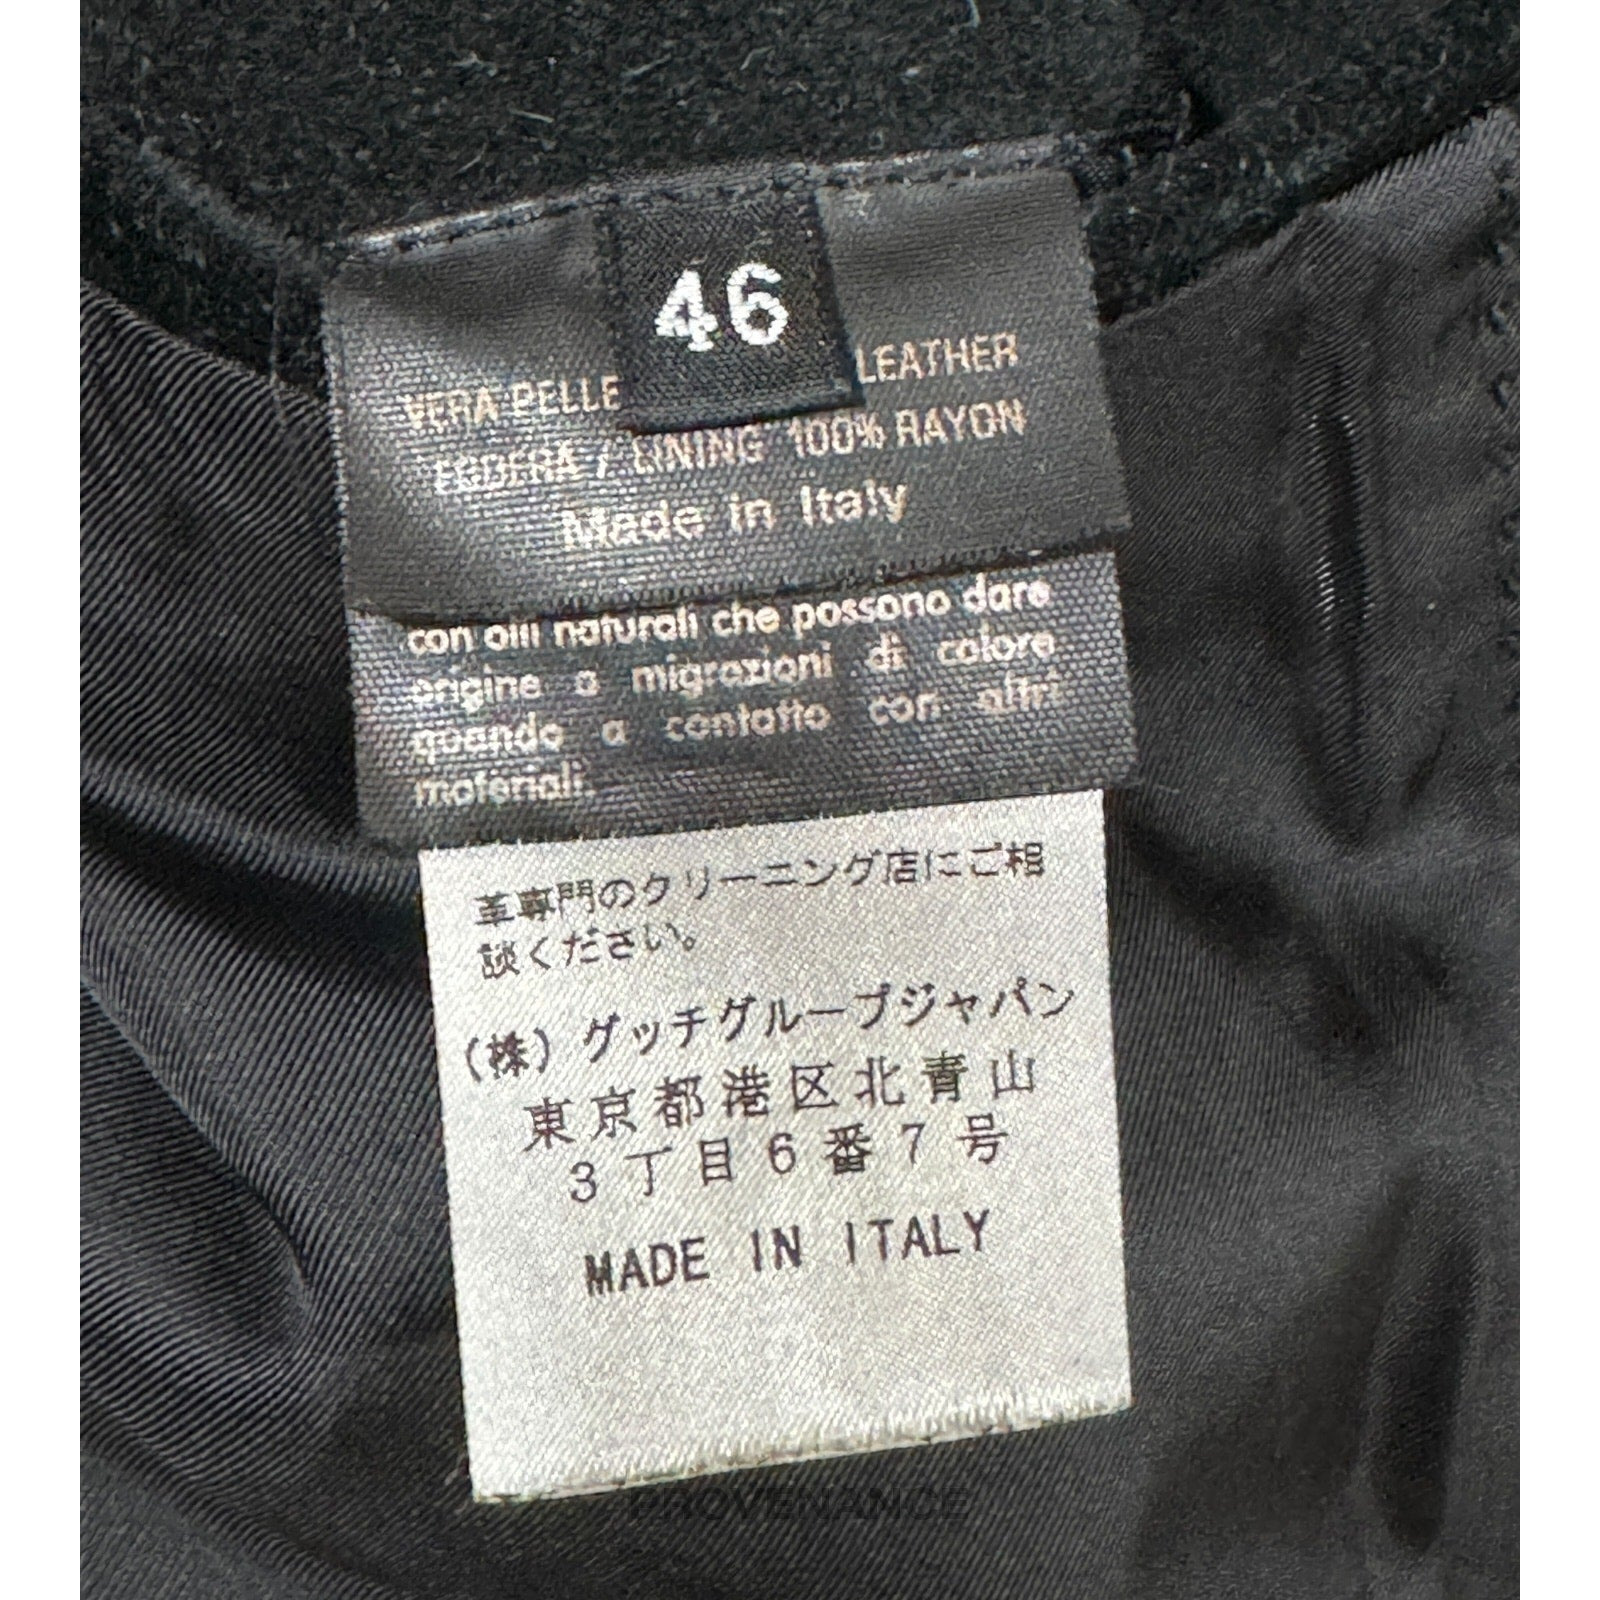 46
VERA PELLE LEATHER
FODERA / LINING 100% RAYON
Made in Italy
con olii naturali che possono dare
origine a migrazioni di colore
quando a contatto con altri
materiali.
革専門のクリーニング店にご相
談ください。
(株) グッチグループジャパン
東京都港区北青山
3丁目6番7号
MADE IN ITALY
PROVENANCE